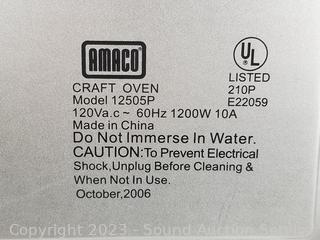 AMACO
UL
LISTED
CRAFT OVEN 210P
Model 12505P E22059
120Va.c ~ 60Hz 1200W 10A
Made in China
Do Not Immerse In Water.
CAUTION:To Prevent Electrical
Shock,Unplug Before Cleaning &
When Not In Use.
October,2006
Copyright 2023 - Sound Auction Service